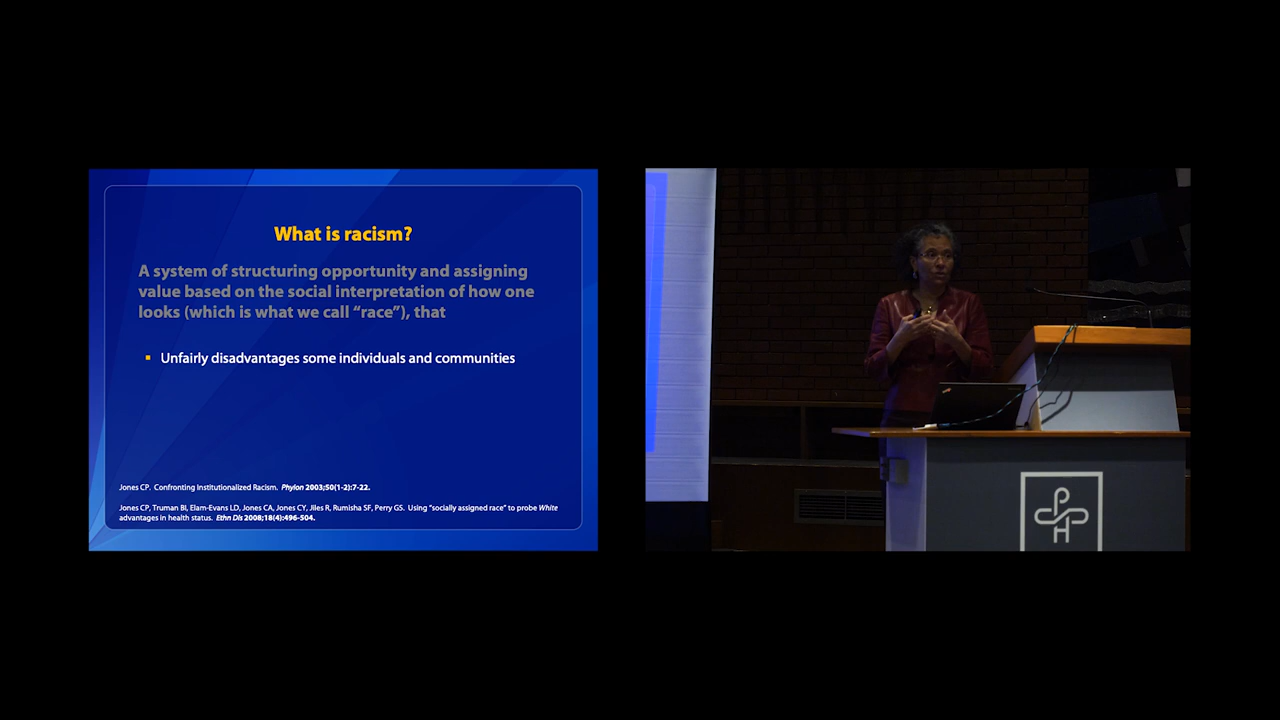 What is racism?
A system of structuring opportunity and assigning
value based on the social interpretation of how one
looks (which is what we call “race”), that
▪ Unfairly disadvantages some individuals and communities
Jones CP. Confronting Institutionalized Racism. Phylon 2003;50(1-2):7-22.
Jones CP, Truman BI, Elam-Evans LD, Jones CA, Jones CY, Jiles R, Rumisha SF, Perry GS. Using “socially assigned race” to probe White
advantages in health status. Ethn Dis 2008;18(4):496-504.
P
H